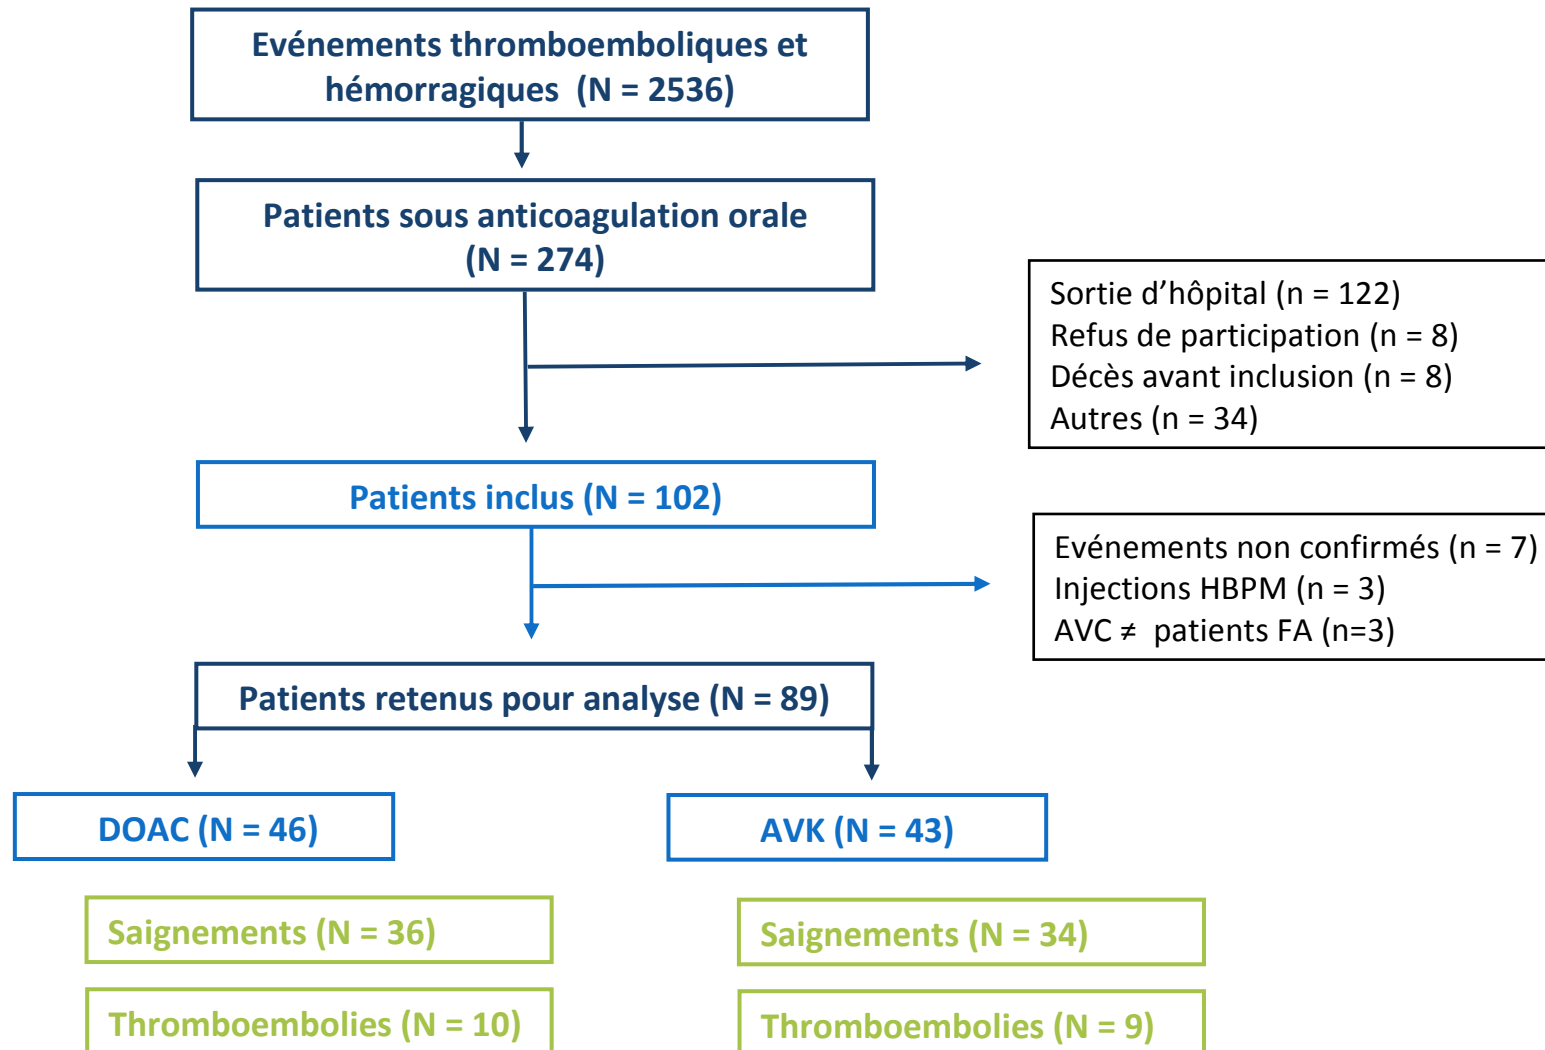 Evénements thromboemboliques et
hémorragiques (N = 2536)
Patients sous anticoagulation orale
(N = 274)
Sortie d’hôpital (n = 122)
Refus de participation (n = 8)
Décès avant inclusion (n = 8)
Autres (n = 34)
Patients inclus (N = 102)
Evénements non confirmés (n = 7)
Injections HBPM (n = 3)
AVC ≠ patients FA (n=3)
Patients retenus pour analyse (N = 89)
DOAC (N = 46)
AVK (N = 43)
Saignements (N = 36)
Saignements (N = 34)
Thromboembolies (N = 10)
Thromboembolies (N = 9)